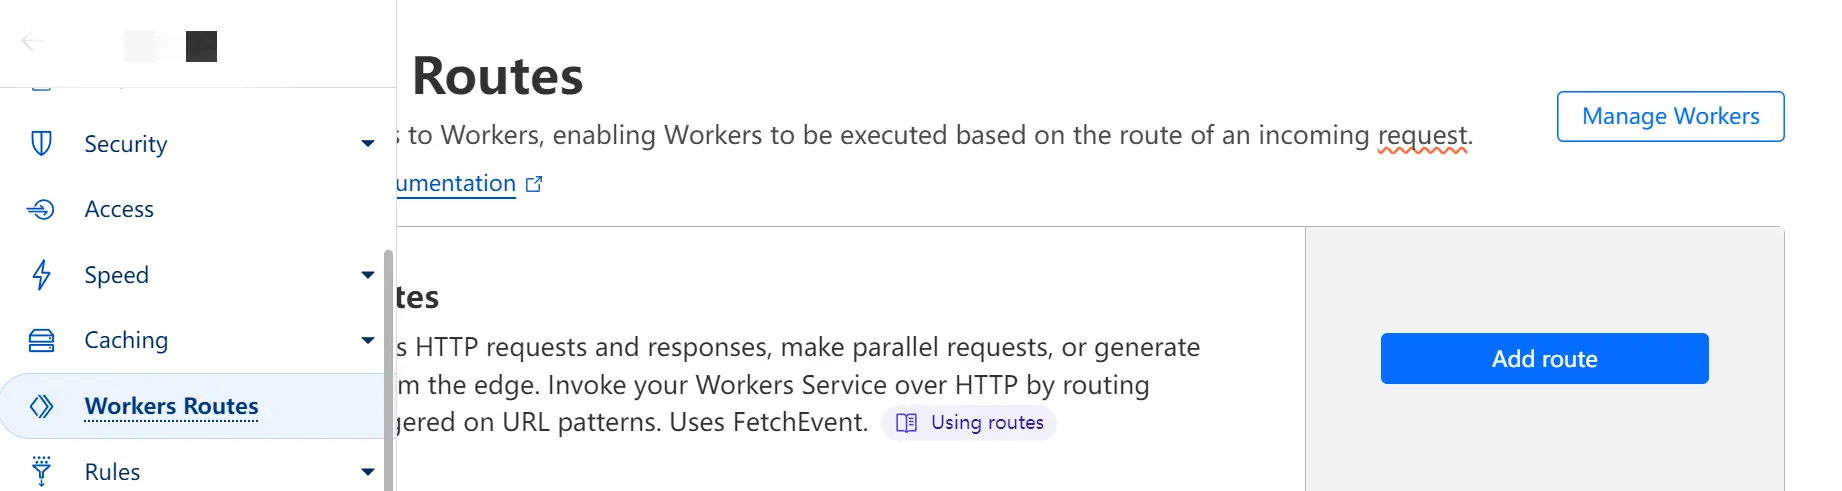 Security
Access
Speed
Caching
Workers Routes
Rules
Routes
to Workers, enabling Workers to be executed based on the route of an incoming request.
umentation
Manage Workers
tes
s HTTP requests and responses, make parallel requests, or generate
m the edge. Invoke your Workers Service over HTTP by routing
gered on URL patterns. Uses FetchEvent. Using routes
Add route